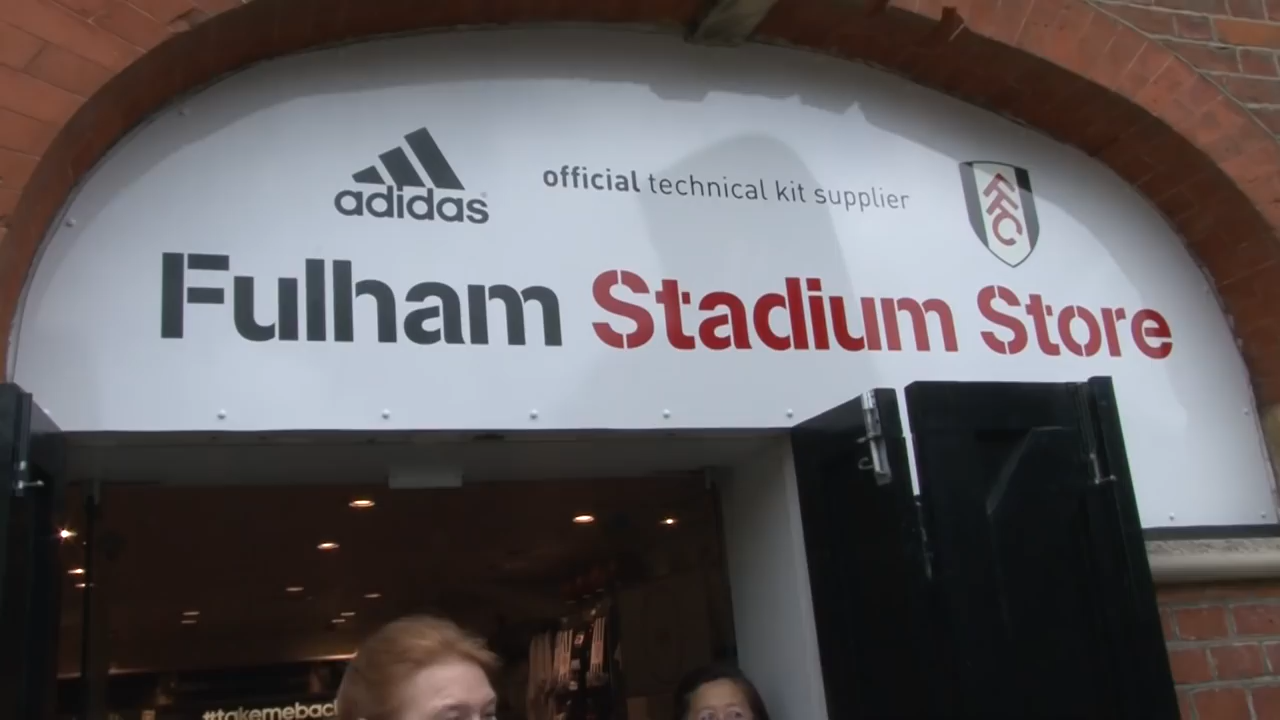 adidas
official technical kit supplier
FFC
Fulham Stadium Store
#takemeback